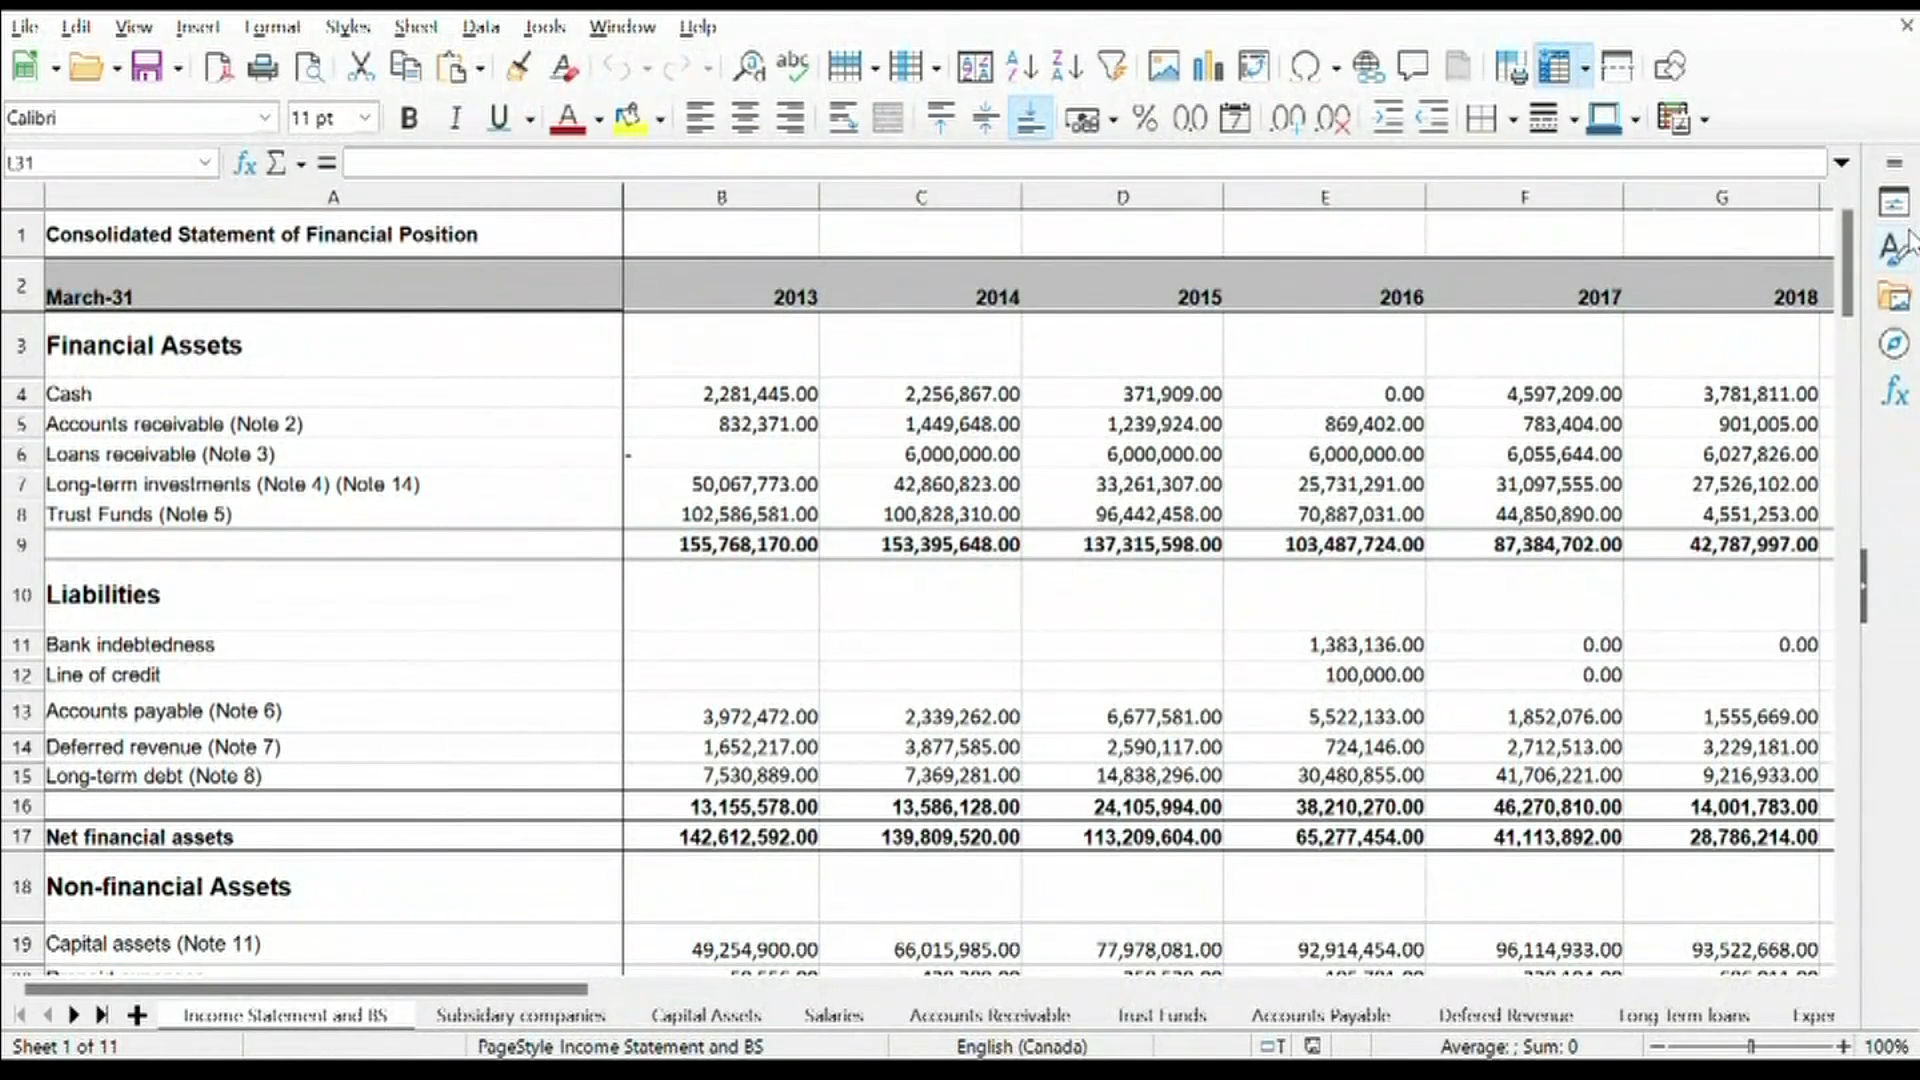 File Edit View Insert Format Styles Sheet Data Tools Window Help
Calibri 11 pt
L31
A B C D E F G
1 Consolidated Statement of Financial Position
2 March-31 2013 2014 2015 2016 2017 2018
3 Financial Assets
4 Cash 2,281,445.00 2,256,867.00 371,909.00 0.00 4,597,209.00 3,781,811.00
5 Accounts receivable (Note 2) 832,371.00 1,449,648.00 1,239,924.00 869,402.00 783,404.00 901,005.00
6 Loans receivable (Note 3) - 6,000,000.00 6,000,000.00 6,000,000.00 6,055,644.00 6,027,826.00
7 Long-term investments (Note 4) (Note 14) 50,067,773.00 42,860,823.00 33,261,307.00 25,731,291.00 31,097,555.00 27,526,102.00
8 Trust Funds (Note 5) 102,586,581.00 100,828,310.00 96,442,458.00 70,887,031.00 44,850,890.00 4,551,253.00
9 155,768,170.00 153,395,648.00 137,315,598.00 103,487,724.00 87,384,702.00 42,787,997.00
10 Liabilities
11 Bank indebtedness 1,383,136.00 0.00 0.00
12 Line of credit 100,000.00 0.00
13 Accounts payable (Note 6) 3,972,472.00 2,339,262.00 6,677,581.00 5,522,133.00 1,852,076.00 1,555,669.00
14 Deferred revenue (Note 7) 1,652,217.00 3,877,585.00 2,590,117.00 724,146.00 2,712,513.00 3,229,181.00
15 Long-term debt (Note 8) 7,530,889.00 7,369,281.00 14,838,296.00 30,480,855.00 41,706,221.00 9,216,933.00
16 13,155,578.00 13,586,128.00 24,105,994.00 38,210,270.00 46,270,810.00 14,001,783.00
17 Net financial assets 142,612,592.00 139,809,520.00 113,209,604.00 65,277,454.00 41,113,892.00 28,786,214.00
18 Non-financial Assets
19 Capital assets (Note 11) 49,254,900.00 66,015,985.00 77,978,081.00 92,914,454.00 96,114,933.00 93,522,668.00
Income Statement and BS Subsidary companies Capital Assets Salaries Accounts Receivable Trust Funds Accounts Payable Defered Revenue Long Term loans Exper
Sheet 1 of 11 PageStyle Income Statement and BS English (Canada) Average: ; Sum: 0 100%